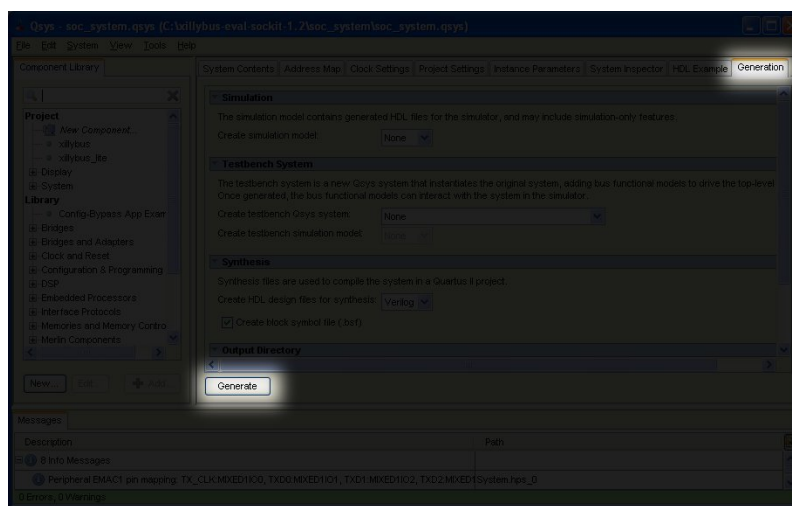 Qsys - soc_system.qsys (C:\xillybus-eval-sockit-1.2\soc_system\soc_system.qsys)
File Edit System View Tools Help
Component Library
System Contents Address Map Clock Settings Project Settings Instance Parameters System Inspector HDL Example Generation
Project
New Component...
xillybus
xillybus_lite
Display
System
Library
Config-Bypass App Exam
Bridges
Bridges and Adapters
Clock and Reset
Configuration & Programming
DSP
Embedded Processors
Interface Protocols
Memories and Memory Contro
Merlin Components
New... Edit... Add...
Simulation
The simulation model contains generated HDL files for the simulator, and may include simulation-only features.
Create simulation model: None
Testbench System
The testbench system is a new Qsys system that instantiates the original system, adding bus functional models to drive the top-level
Once generated, the bus functional models can interact with the system in the simulator.
Create testbench Qsys system: None
Create testbench simulation model: None
Synthesis
Synthesis files are used to compile the system in a Quartus II project.
Create HDL design files for synthesis: Verilog
Create block symbol file (.bsf)
Output Directory
Generate
Messages
Description Path
8 Info Messages
Peripheral EMAC1 pin mapping: TX_CLK:MIXED1IO0, TXD0:MIXED1IO1, TXD1:MIXED1IO2, TXD2:MIXED1 System.hps_0
0 Errors, 0 Warnings